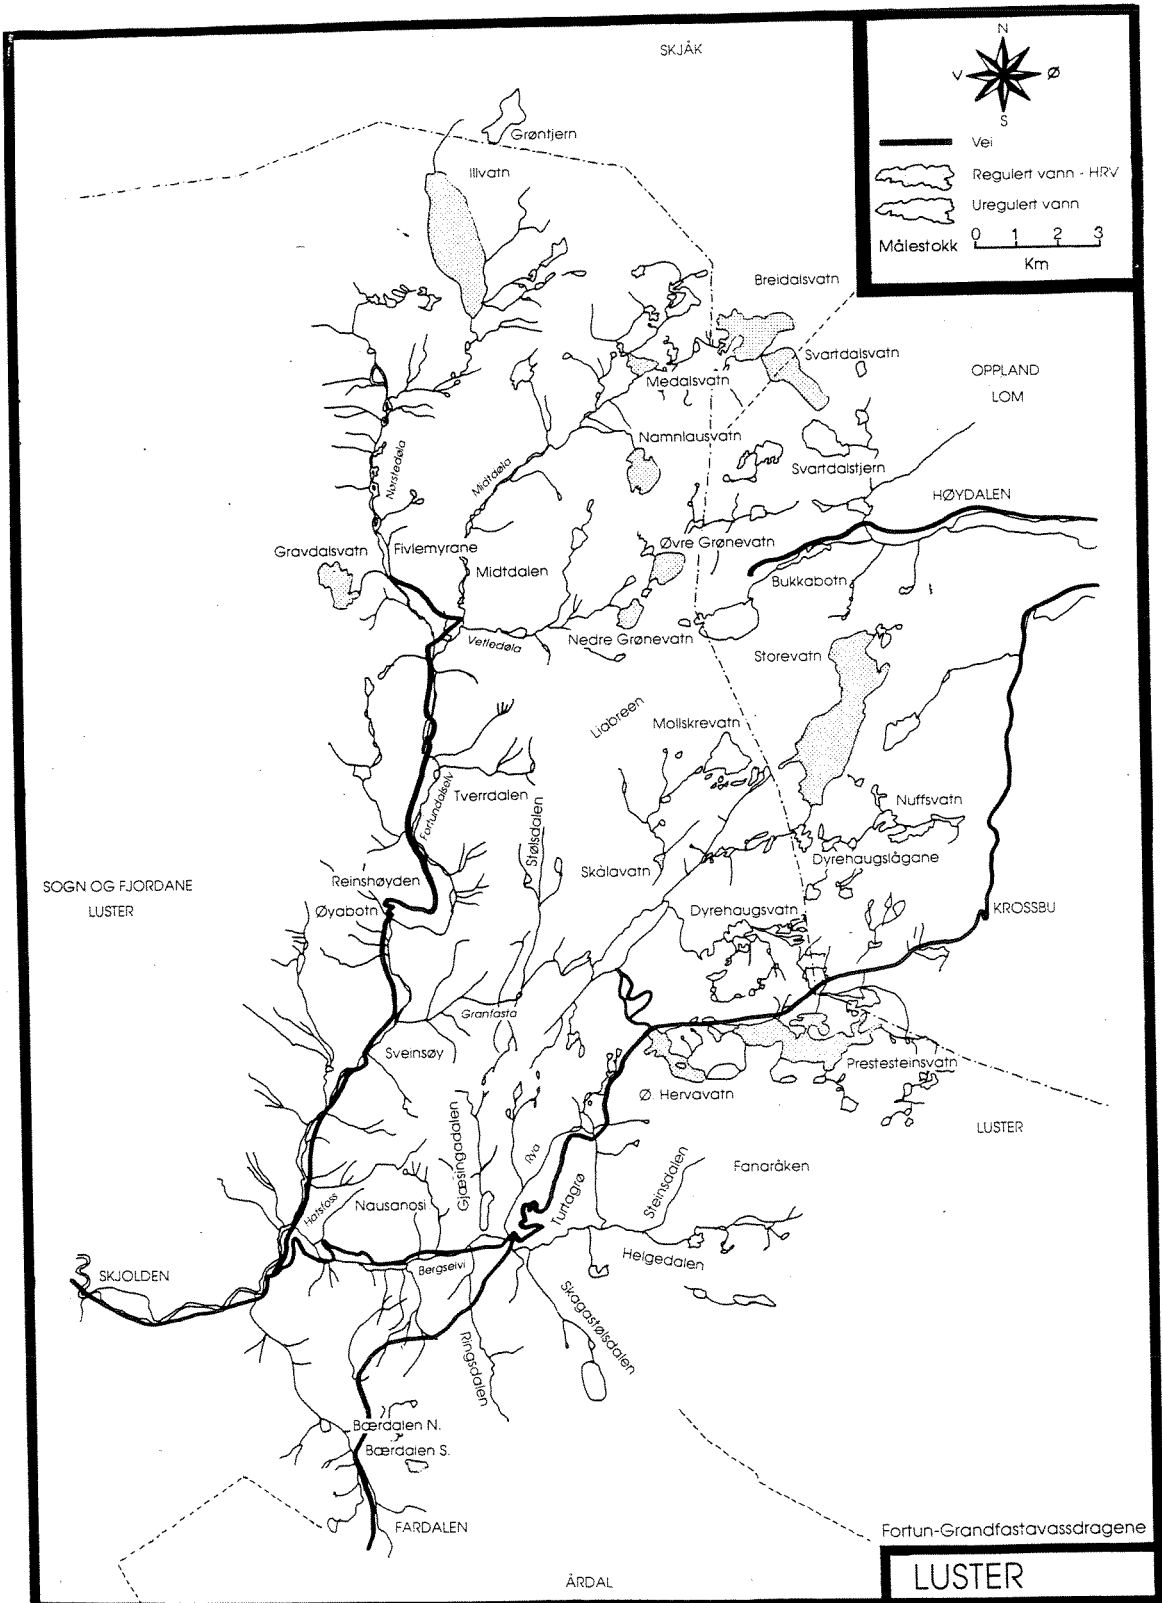 SKJÅK
N
V
Ø
S
Vei
Regulert vann - HRV
Uregulert vann
Målestokk
0 1 2 3
Km
Grøntjern
Illvatn
Breidalsvatn
Svartdalsvatn
OPPLAND
LOM
Medalsvatn
Namnlausvatn
Svartdalstjern
Nørstedøla
Midtdøla
HØYDALEN
Gravdalsvatn
Fivlemyrane
Øvre Grønevatn
Midtdalen
Bukkabotn
Vetledøla
Nedre Grønevatn
Storevatn
Liabreen
Mollskrevatn
Fortundalselv
Tverrdalen
Nuffsvatn
Stølsdalen
Dyrehaugslågane
Skålavatn
Reinshøyden
SOGN OG FJORDANE
LUSTER
Øyabotn
Dyrehaugsvatn
KROSSBU
Granfasta
Sveinsøy
Prestesteinsvatn
Ø. Hervavatn
Gjæsingadalen
LUSTER
Rya
Steinsdalen
Fanaråken
Turtagrø
Hatsfoss
Nausanosi
Helgedalen
Bergselvi
SKJOLDEN
Skagastølsdalen
Ringsdalen
Bærdalen N.
Bærdalen S.
FARDALEN
Fortun-Grandfastavassdragene
LUSTER
ÅRDAL